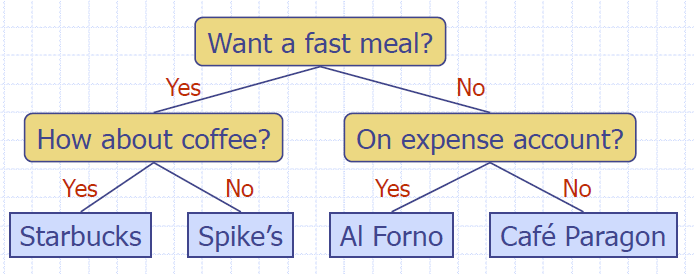 Want a fast meal?
Yes
No
How about coffee?
On expense account?
Yes
No
Yes
No
Starbucks
Spike’s
Al Forno
Café Paragon